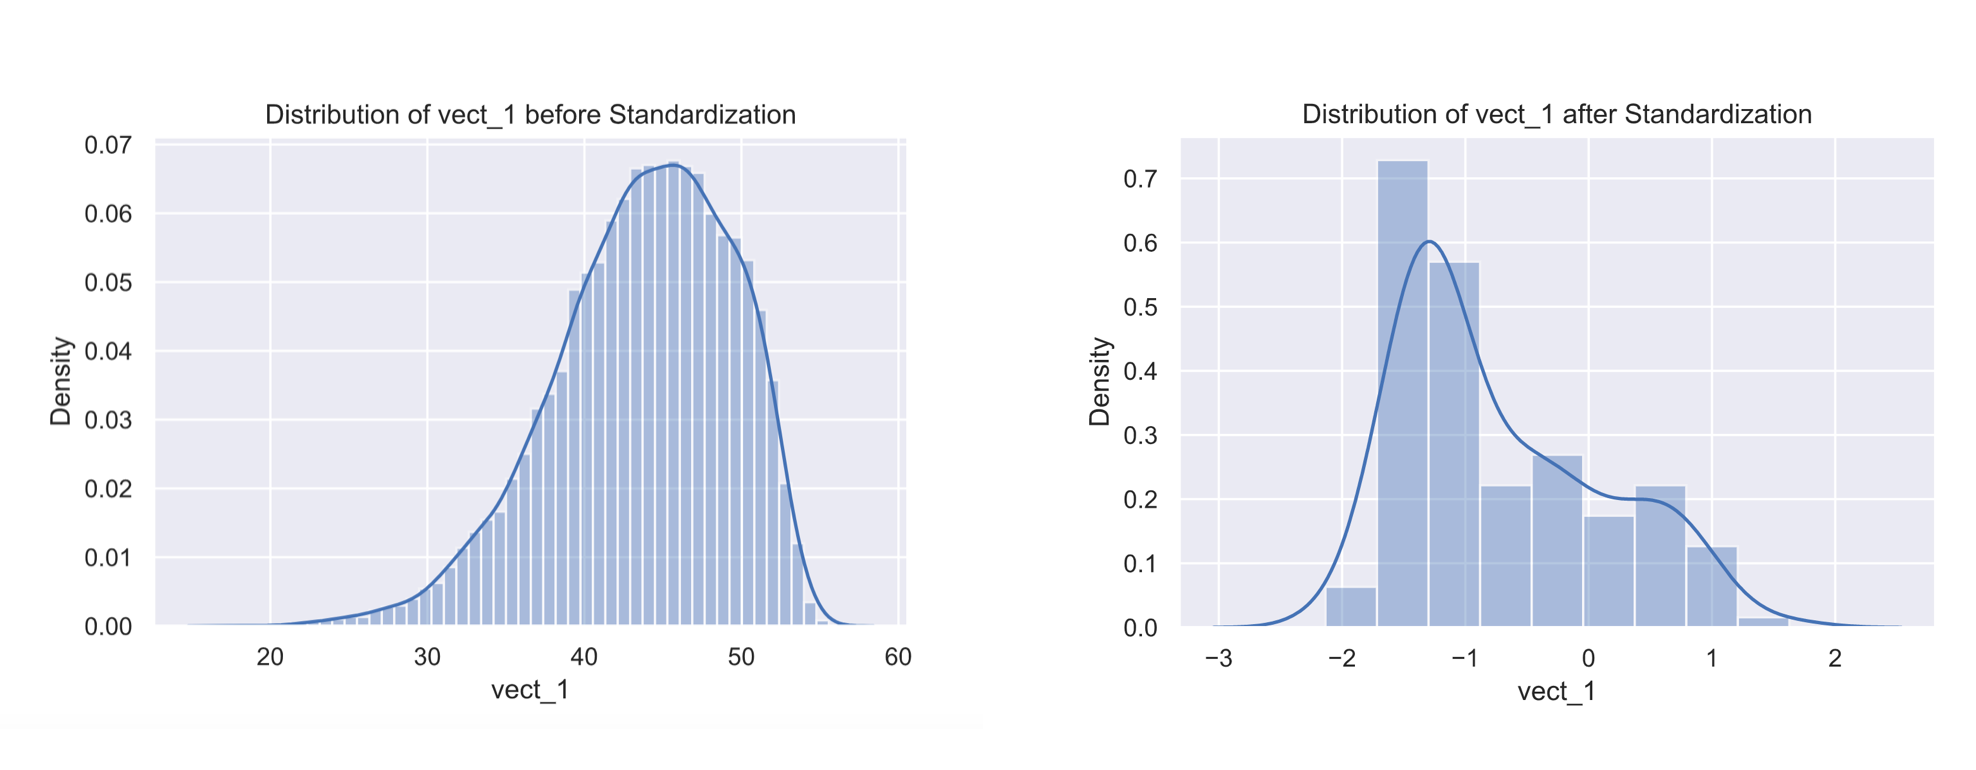 Distribution of vect_1 before Standardization
0.07
0.06
0.05
0.04
0.03
0.02
0.01
0.00
Density
20 30 40 50 60
vect_1
Distribution of vect_1 after Standardization
0.7
0.6
0.5
0.4
0.3
0.2
0.1
0.0
Density
−3 −2 −1 0 1 2
vect_1